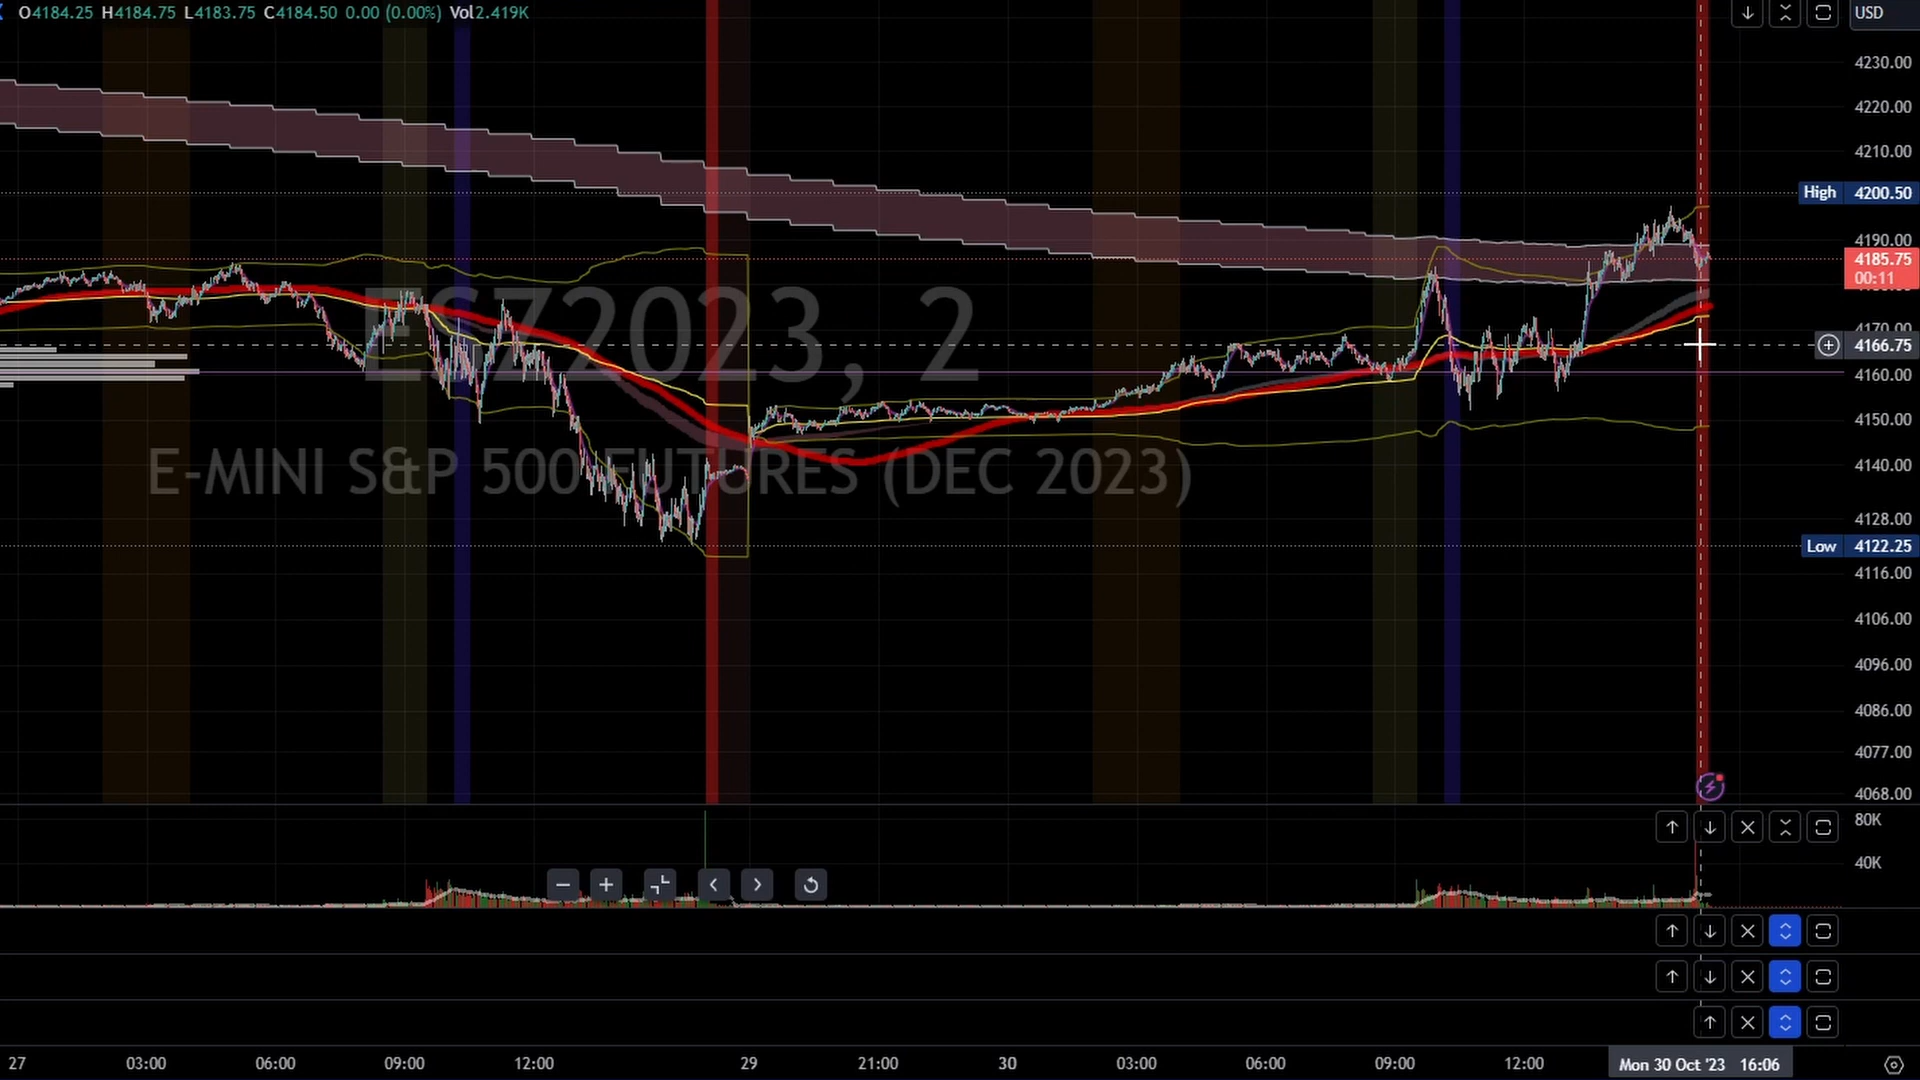 O4184.25 H4184.75 L4183.75 C4184.50 0.00 (0.00%) Vol2.419K
USD
4230.00
4220.00
4210.00
High 4200.50
4190.00
4185.75
00:11
4170.00
4166.75
4160.00
4150.00
4140.00
4128.00
Low 4122.25
4116.00
4106.00
4096.00
4086.00
4077.00
4068.00
ESZ2023, 2
E-MINI S&P 500 FUTURES (DEC 2023)
80K
40K
27 03:00 06:00 09:00 12:00 29 21:00 30 03:00 06:00 09:00 12:00 Mon 30 Oct '23 16:06